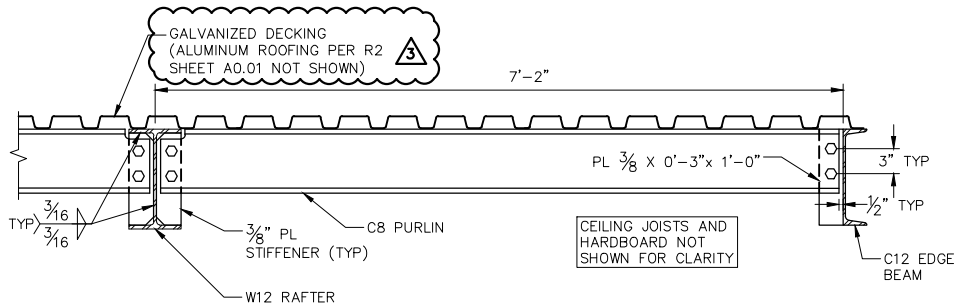 GALVANIZED DECKING
(ALUMINUM ROOFING PER R2
SHEET A0.01 NOT SHOWN)
3
7'-2"
PL 3/8 X 0'-3"x 1'-0"
3" TYP
1/2"
TYP
3/16
TYP
3/16
3/8" PL
STIFFENER (TYP)
C8 PURLIN
CEILING JOISTS AND
HARDBOARD NOT
SHOWN FOR CLARITY
C12 EDGE
BEAM
W12 RAFTER